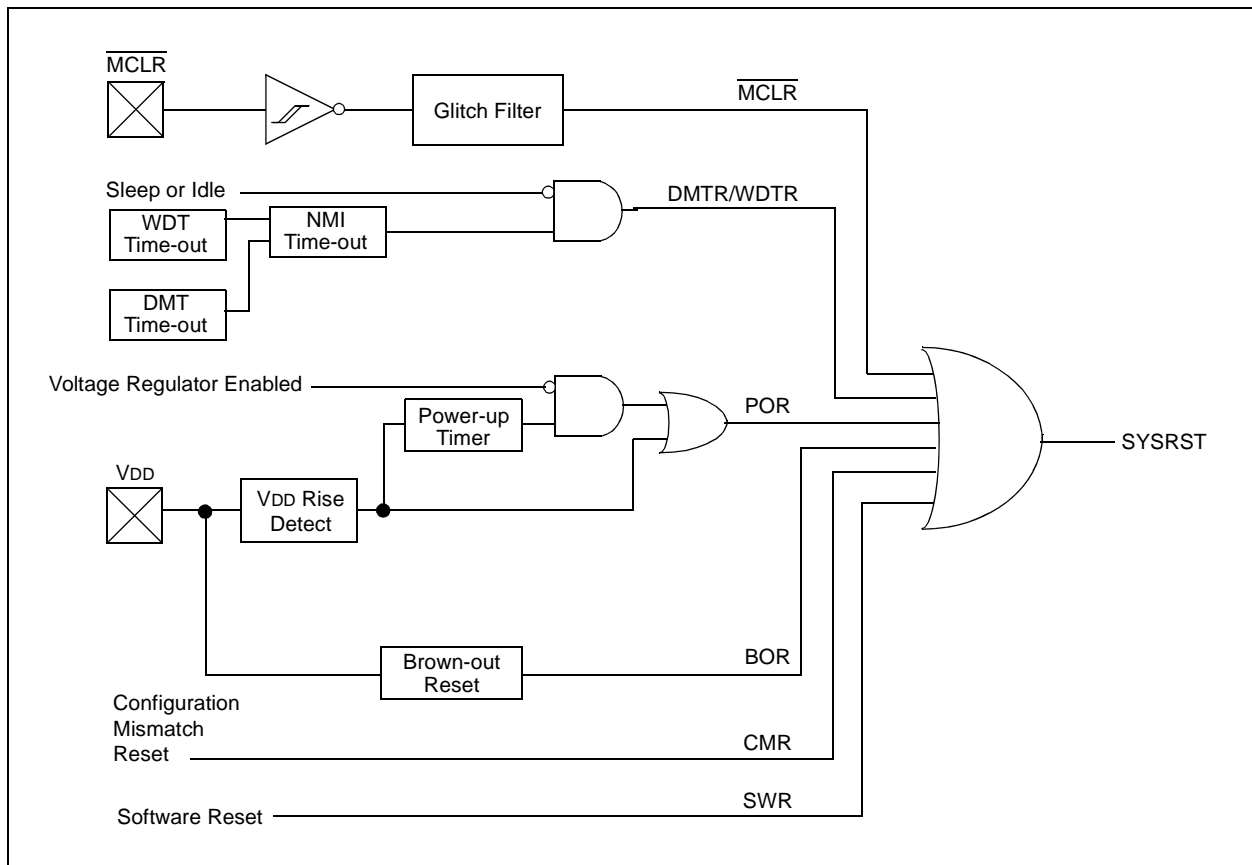 MCLR
Glitch Filter
MCLR
Sleep or Idle
DMTR/WDTR
WDT
Time-out
NMI
Time-out
DMT
Time-out
Voltage Regulator Enabled
Power-up
Timer
POR
SYSRST
VDD
VDD Rise
Detect
Brown-out
Reset
BOR
Configuration
Mismatch
Reset
CMR
SWR
Software Reset